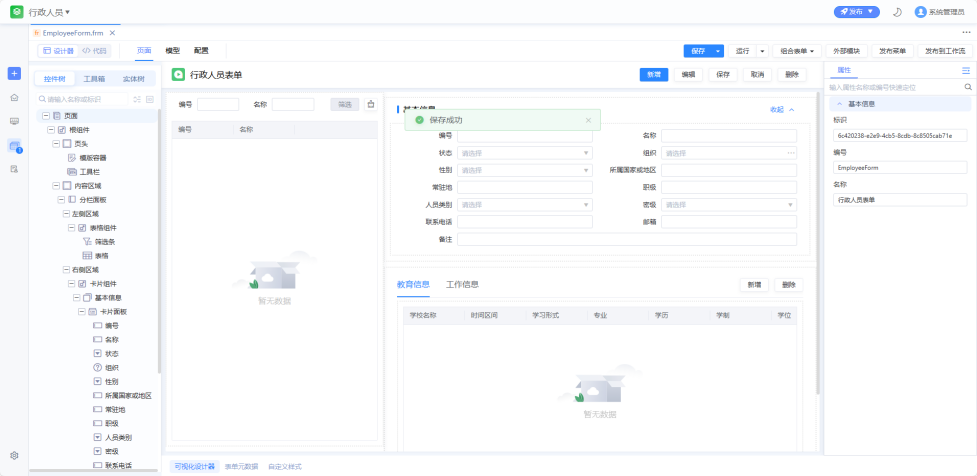 行政人员
发布
系统管理员
EmployeeForm.frm
设计器
代码
页面
模型
配置
保存
运行
组合表单
外部模块
发布菜单
发布到工作流
控件树
工具箱
实体树
请输入名称或标识
页面
根组件
页头
模板容器
工具栏
内容区域
分栏面板
左侧区域
表格组件
筛选条
表格
右侧区域
卡片组件
基本信息
卡片面板
编号
名称
状态
组织
性别
所属国家或地区
常驻地
职级
人员类别
密级
联系电话
行政人员表单
新增
编辑
保存
取消
删除
编号
名称
筛选
编号
名称
暂无数据
基本信息
收起
保存成功
编号
名称
状态
请选择
组织
请选择
性别
请选择
所属国家或地区
常驻地
职级
人员类别
请选择
密级
请选择
联系电话
邮箱
备注
教育信息
工作信息
新增
删除
学校名称
时间区间
学习形式
专业
学历
学制
学位
暂无数据
可视化设计器
表单元数据
自定义样式
属性
输入属性名称或编号快速定位
基本信息
标识
6c420238-e2e9-4cb5-8cdb-8c8505cab71e
编号
EmployeeForm
名称
行政人员表单